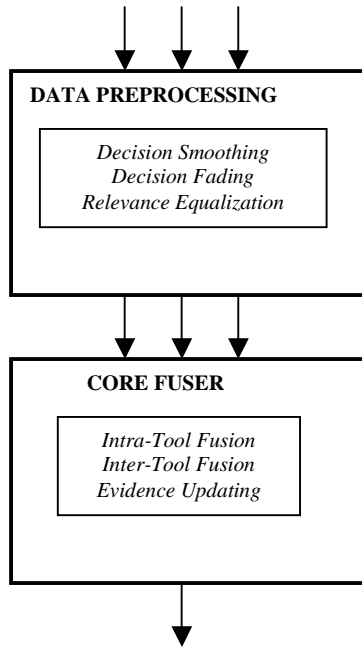 DATA PREPROCESSING
Decision Smoothing
Decision Fading
Relevance Equalization
CORE FUSER
Intra-Tool Fusion
Inter-Tool Fusion
Evidence Updating